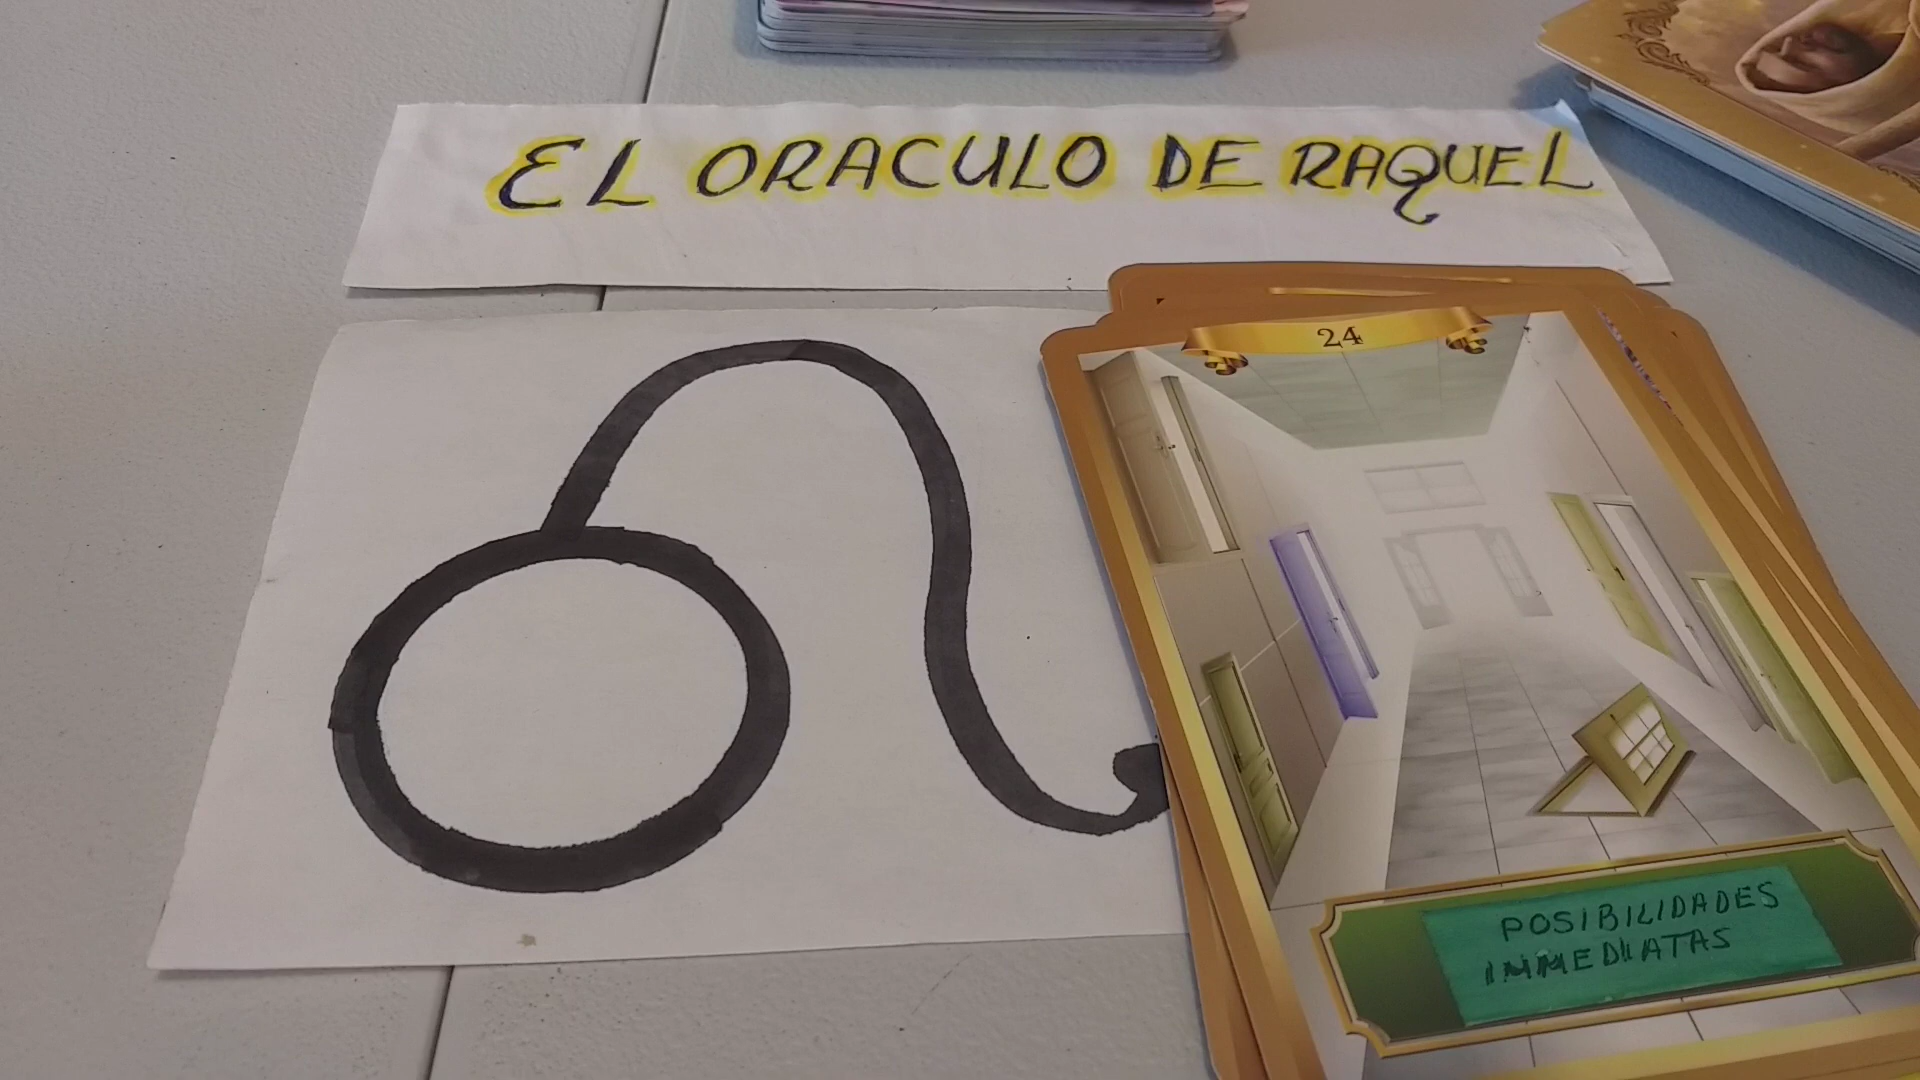 EL ORACULO DE RAQUEL
24
POSIBILIDADES
INMEDIATAS